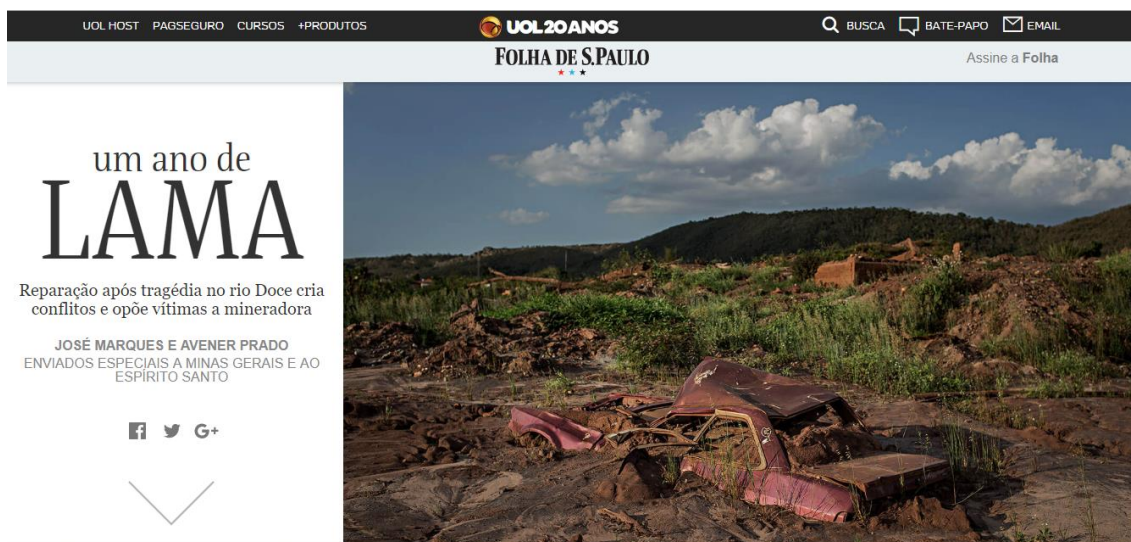 UOL HOST PAGSEGURO CURSOS +PRODUTOS UOL 20 ANOS BUSCA BATE-PAPO EMAIL
FOLHA DE S.PAULO Assine a Folha
um ano de
LAMA
Reparação após tragédia no rio Doce cria
conflitos e opõe vítimas a mineradora
JOSÉ MARQUES E AVENER PRADO
ENVIADOS ESPECIAIS A MINAS GERAIS E AO
ESPÍRITO SANTO
G+